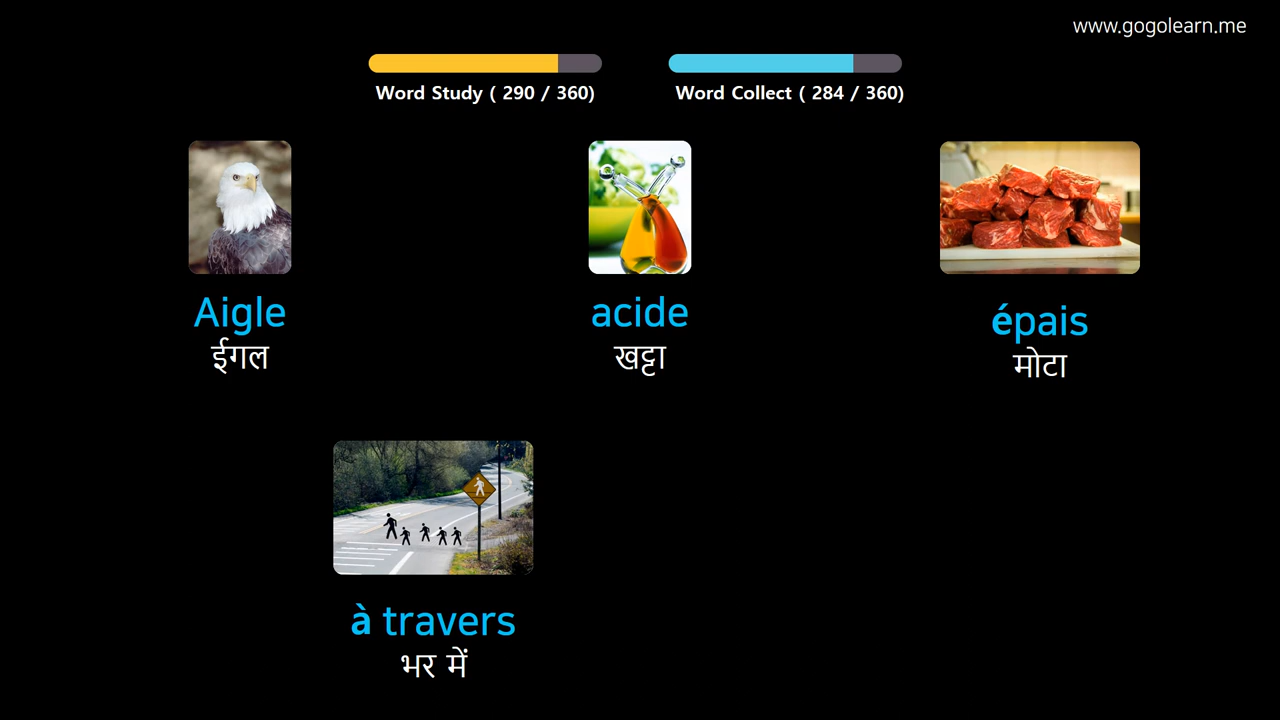 www.gogolearn.me
Word Study ( 290 / 360)
Word Collect ( 284 / 360)
Aigle
ईगल
acide
खट्टा
épais
मोटा
à travers
भर में